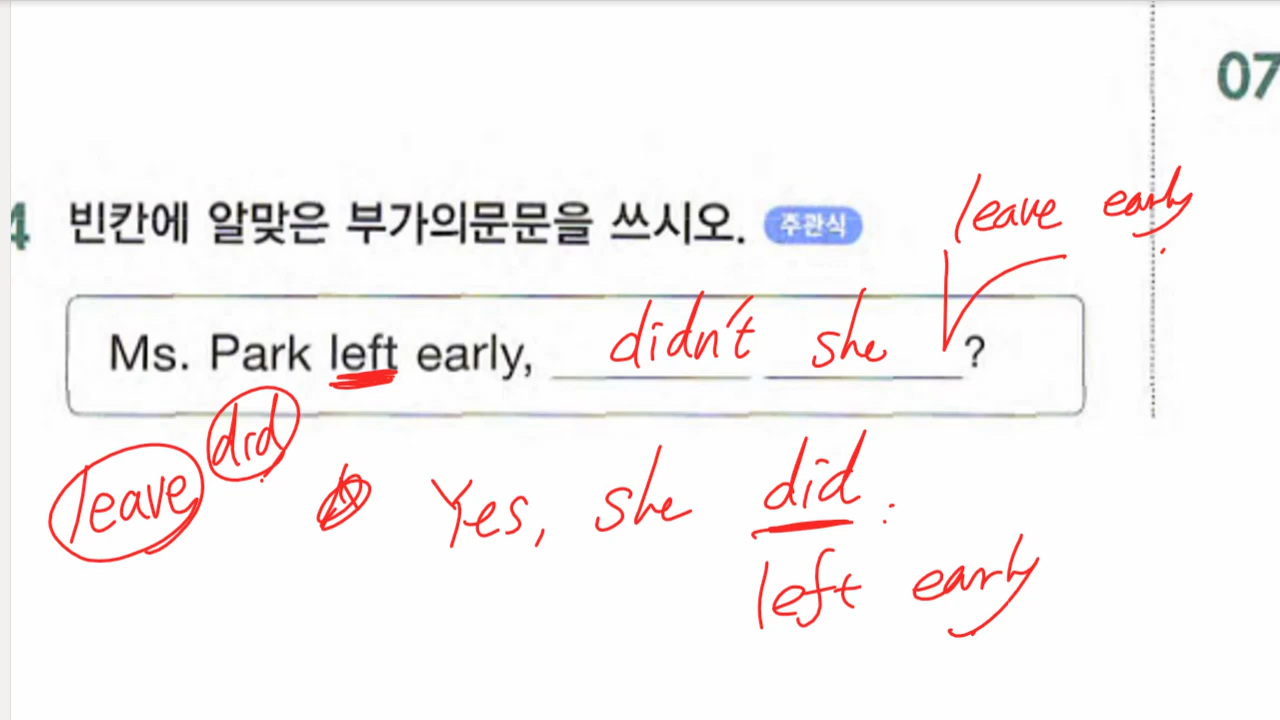 07
4 빈칸에 알맞은 부가의문문을 쓰시오. 주관식
leave early
Ms. Park left early, didn't she ?
leave did
Yes, she did.
left early